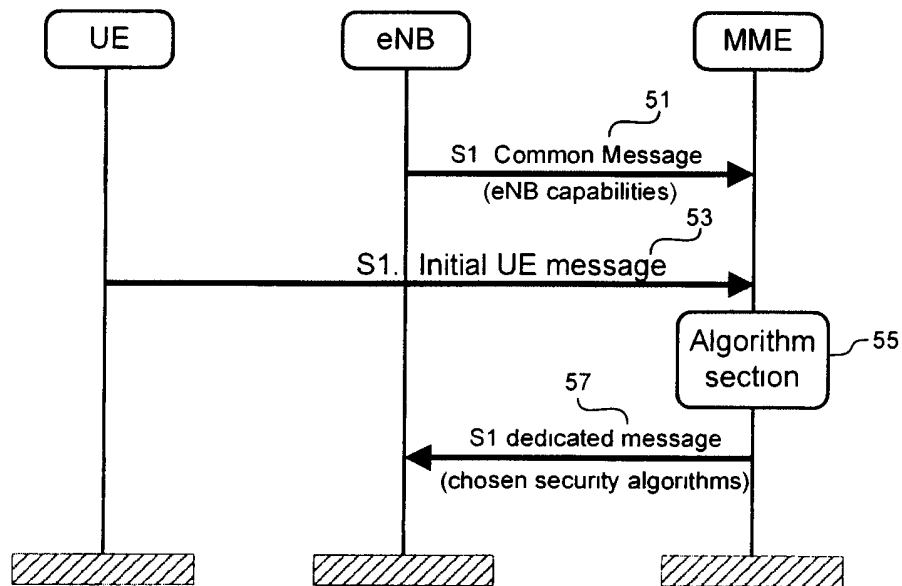 UE
eNB
MME
51
S1 Common Message
(eNB capabilities)
53
S1. Initial UE message
Algorithm
section
55
57
S1 dedicated message
(chosen security algorithms)